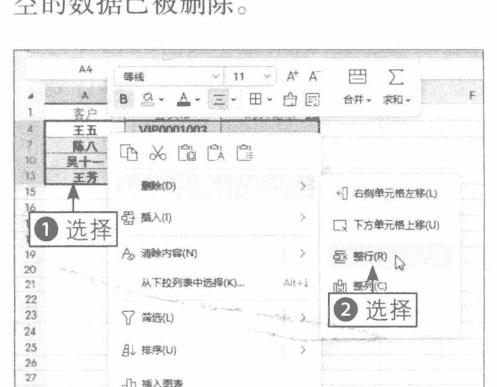 空的数据已被删除。
A4
等线 11 A⁺ A⁻
B A 合并 求和
A F
1 客户
4 王五 VIP0001003
7 陈八
10 吴十一
13 王芳
15
16
❶ 选择
19
20
21
22
23
24
25
26
27
删除(D)
插入(I)
清除内容(N)
从下拉列表中选择(K)... Alt+↓
筛选(L)
排序(U)
插入图表
右侧单元格左移(L)
下方单元格上移(U)
整行(R)
整列(C)
❷ 选择